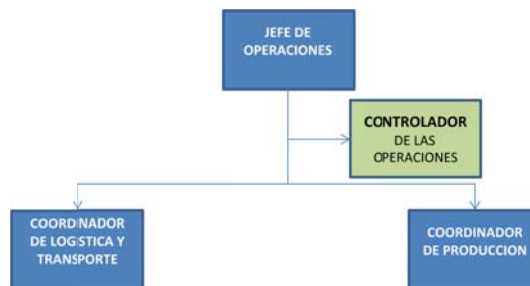 JEFE DE
OPERACIONES
CONTROLADOR
DE LAS
OPERACIONES
COORDINADOR
DE LOGISTICA Y
TRANSPORTE
COORDINADOR
DE PRODUCCION